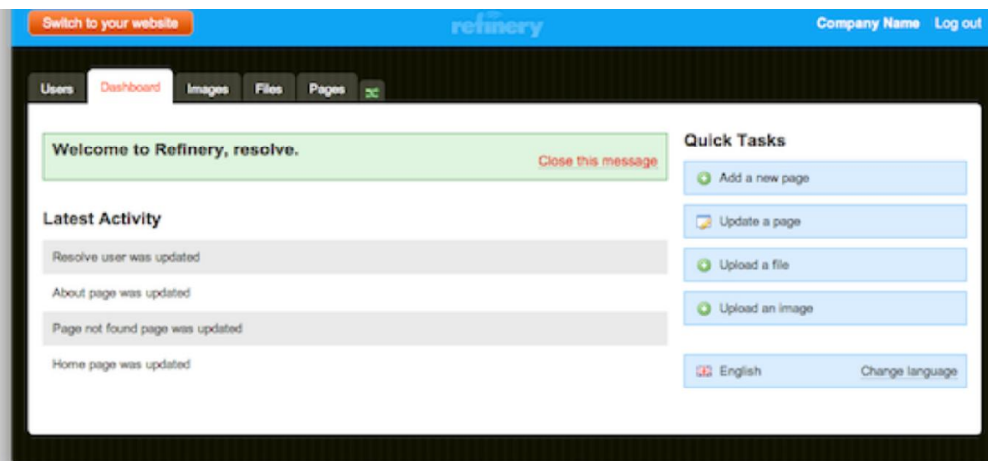 Switch to your website
refinery
Company Name Log out
Users Dashboard Images Files Pages
Welcome to Refinery, resolve.
Close this message
Latest Activity
Resolve user was updated
About page was updated
Page not found page was updated
Home page was updated
Quick Tasks
Add a new page
Update a page
Upload a file
Upload an image
English Change language